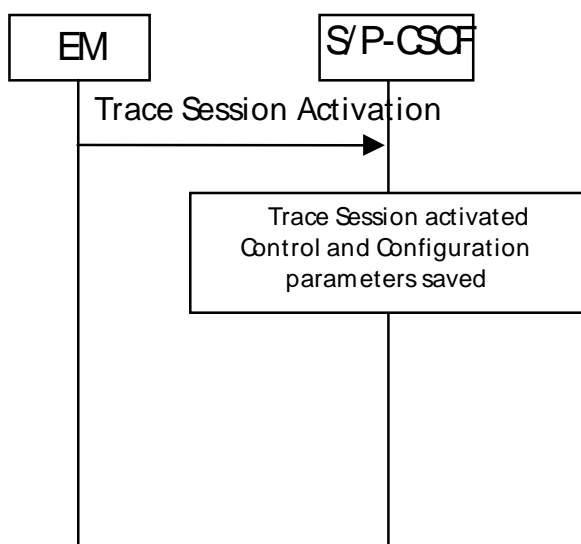 EM
S/P-CSCF
Trace Session Activation
Trace Session activated
Control and Configuration
parameters saved